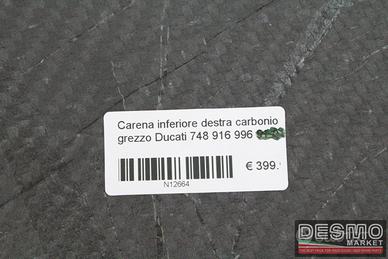 Carena inferiore destra carbonio
grezzo Ducati 748 916 996
€ 399.-
N12664
DESMO
MARKET